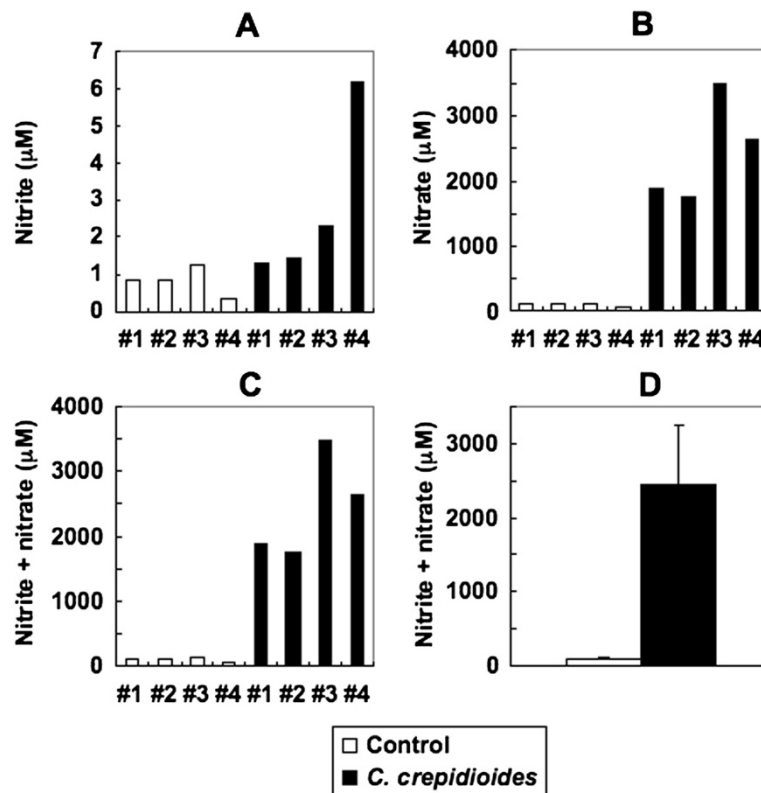 A
Nitrite (μM)
7
6
5
4
3
2
1
0
#1 #2 #3 #4 #1 #2 #3 #4
B
Nitrate (μM)
4000
3000
2000
1000
0
#1 #2 #3 #4 #1 #2 #3 #4
C
Nitrite + nitrate (μM)
4000
3000
2000
1000
0
#1 #2 #3 #4 #1 #2 #3 #4
D
Nitrite + nitrate (μM)
3000
2000
1000
0
Control
C. crepidioides